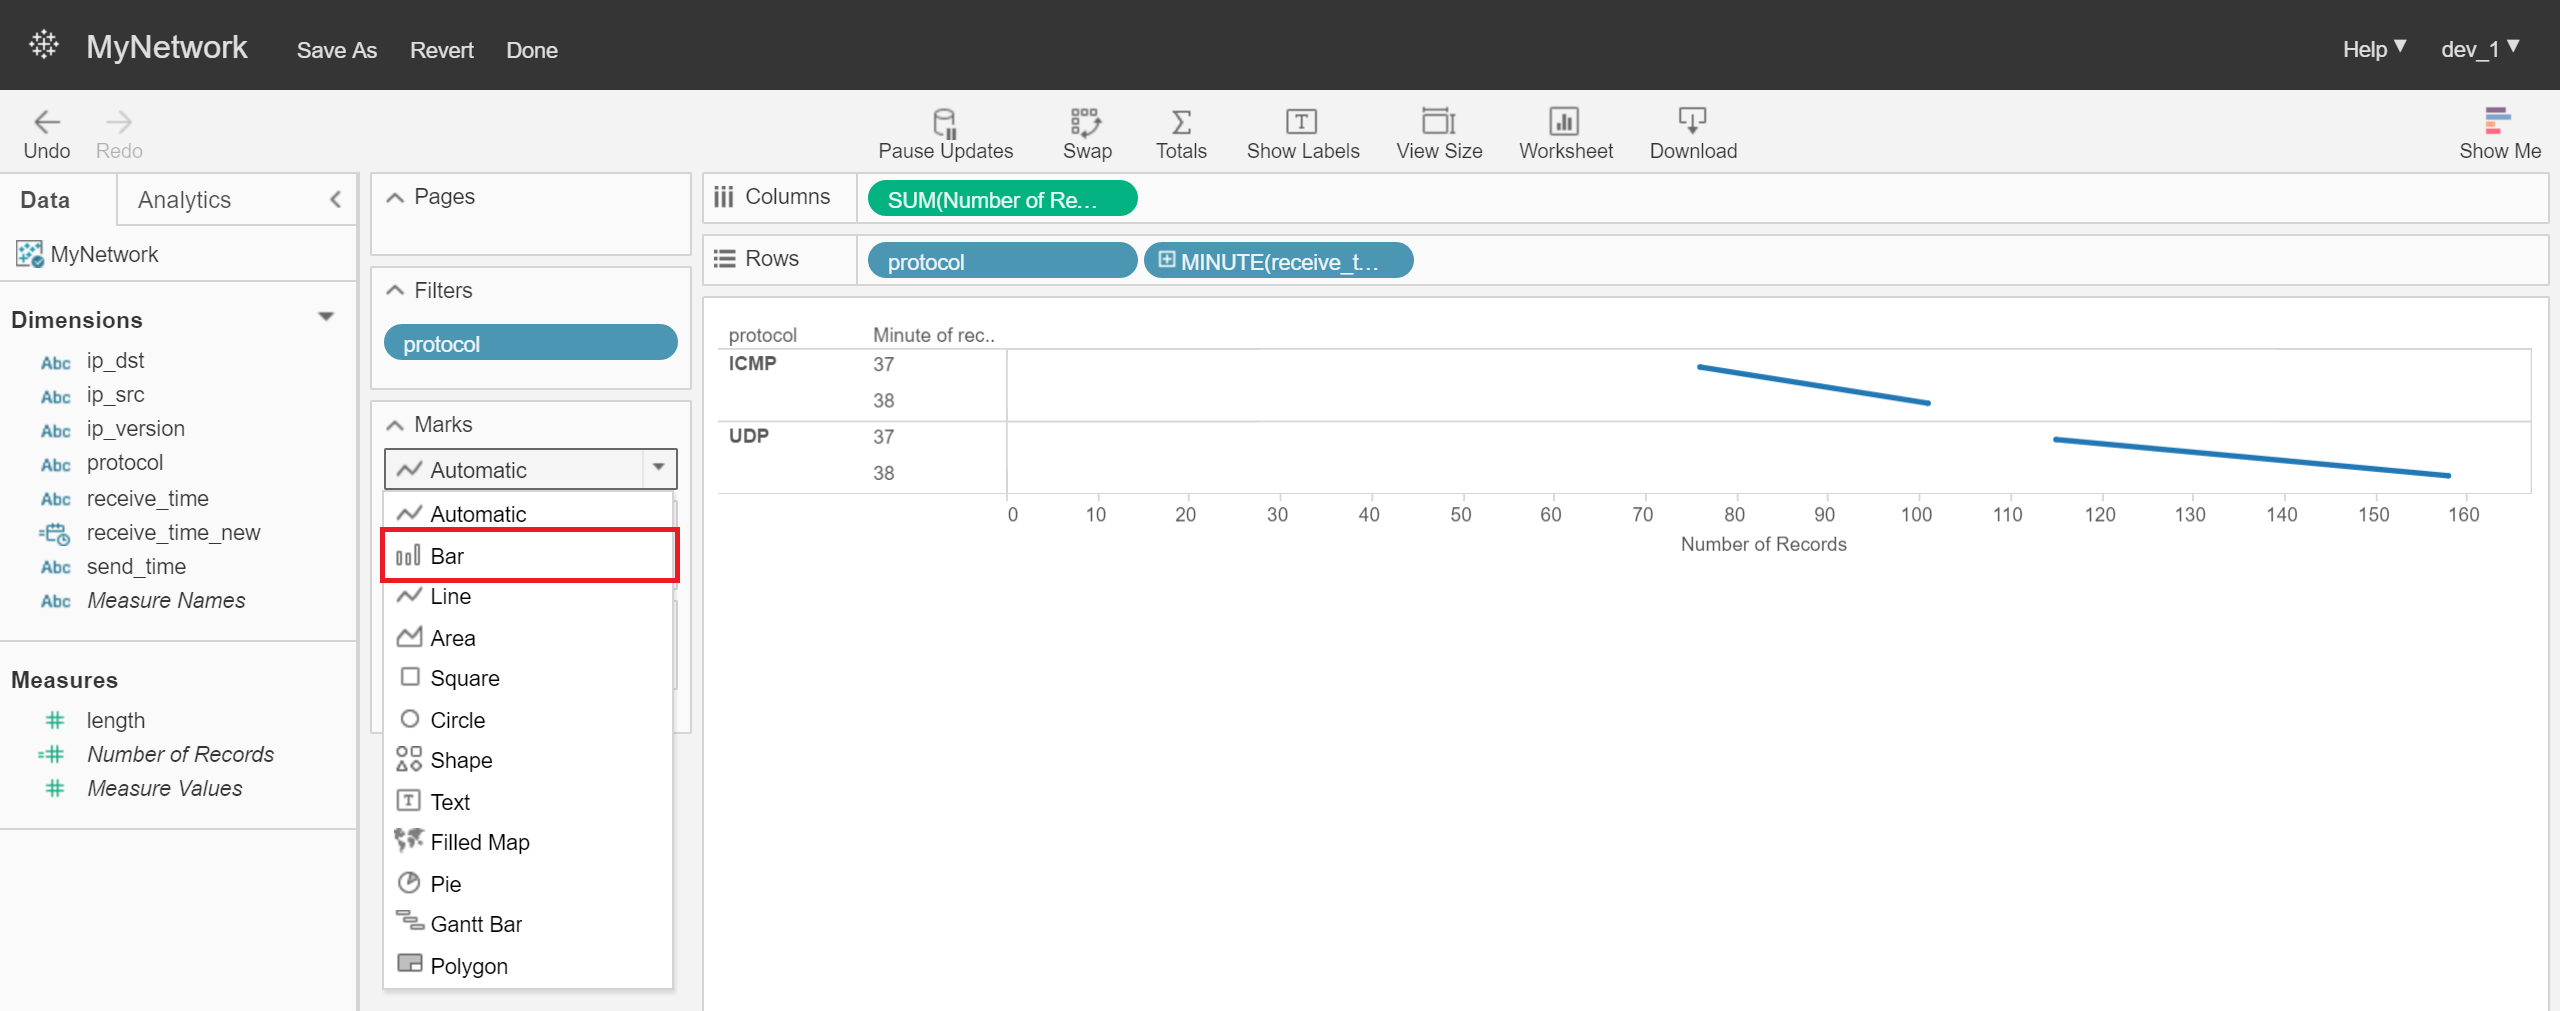 MyNetwork Save As Revert Done Help dev_1
Undo Redo Pause Updates Swap Totals Show Labels View Size Worksheet Download Show Me
Data Analytics
MyNetwork
Dimensions
Abc ip_dst
Abc ip_src
Abc ip_version
Abc protocol
Abc receive_time
receive_time_new
Abc send_time
Abc Measure Names
Measures
# length
=# Number of Records
# Measure Values
Pages
Filters
protocol
Marks
Automatic
Automatic
Bar
Line
Area
Square
Circle
Shape
Text
Filled Map
Pie
Gantt Bar
Polygon
Columns SUM(Number of Re...
Rows protocol MINUTE(receive_t...
protocol Minute of rec..
ICMP 37
38
UDP 37
38
0 10 20 30 40 50 60 70 80 90 100 110 120 130 140 150 160
Number of Records